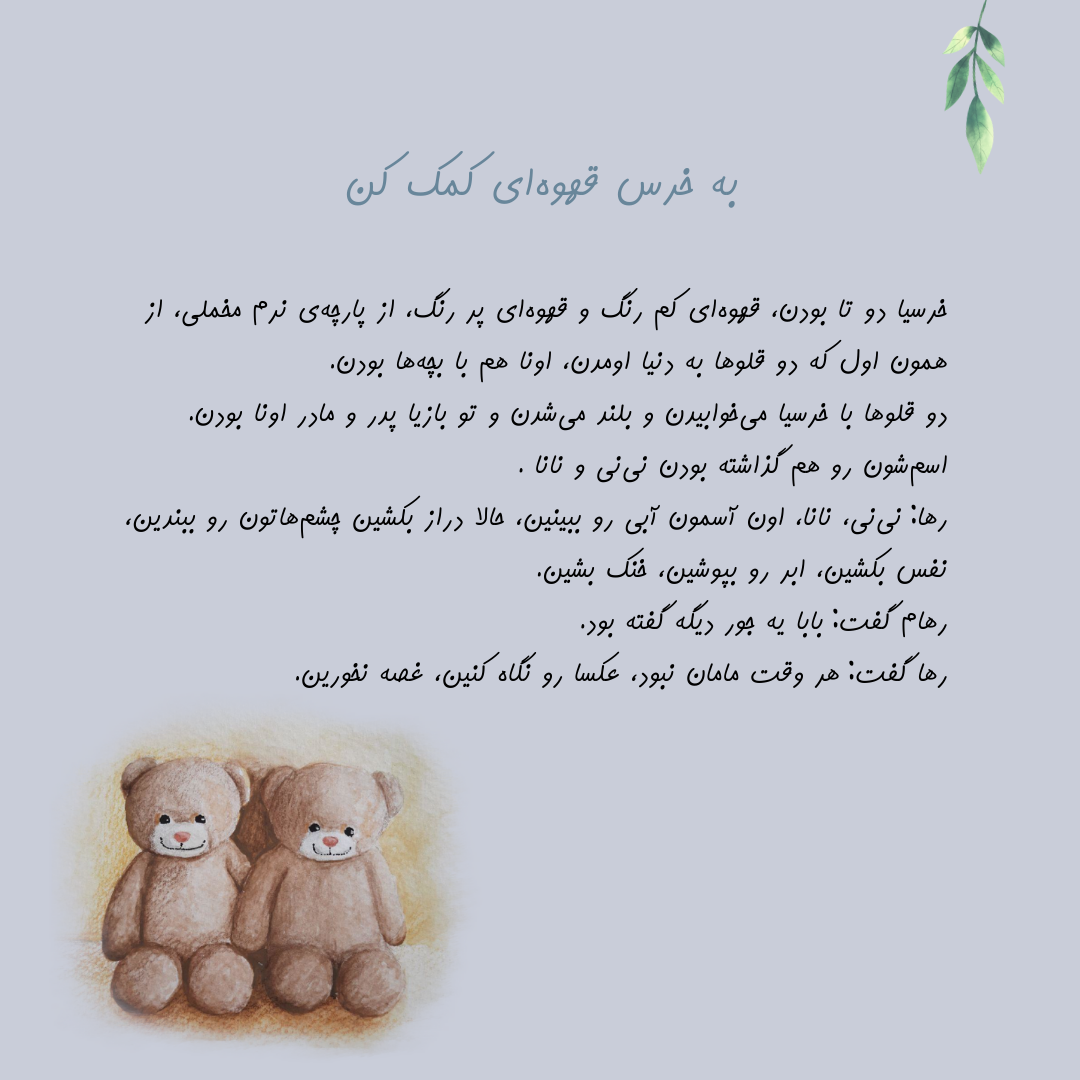 به خرس قهوه‌ای کمک کن
خرسیا دو تا بودن، قهوه‌ای کم رنگ و قهوه‌ای پر رنگ، از پارچه‌ی نرم مخملی، از
همون اول که دو قلوها به دنیا اومدن، اونا هم با بچه‌ها بودن.
دو قلوها با خرسیا می‌خوابیدن و بلند می‌شدن و تو بازیا پدر و مادر اونا بودن.
اسم‌شون رو هم گذاشته بودن نی‌نی و نانا .
رها: نی‌نی، نانا، اون آسمون آبی رو ببینین، حالا دراز بکشین چشم‌هاتون رو ببندین،
نفس بکشین، ابر رو بپوشین، خنک بشین.
رهام گفت: بابا یه جور دیگه گفته بود.
رها گفت: هر وقت مامان نبود، عکسا رو نگاه کنین، غصه نخورین.